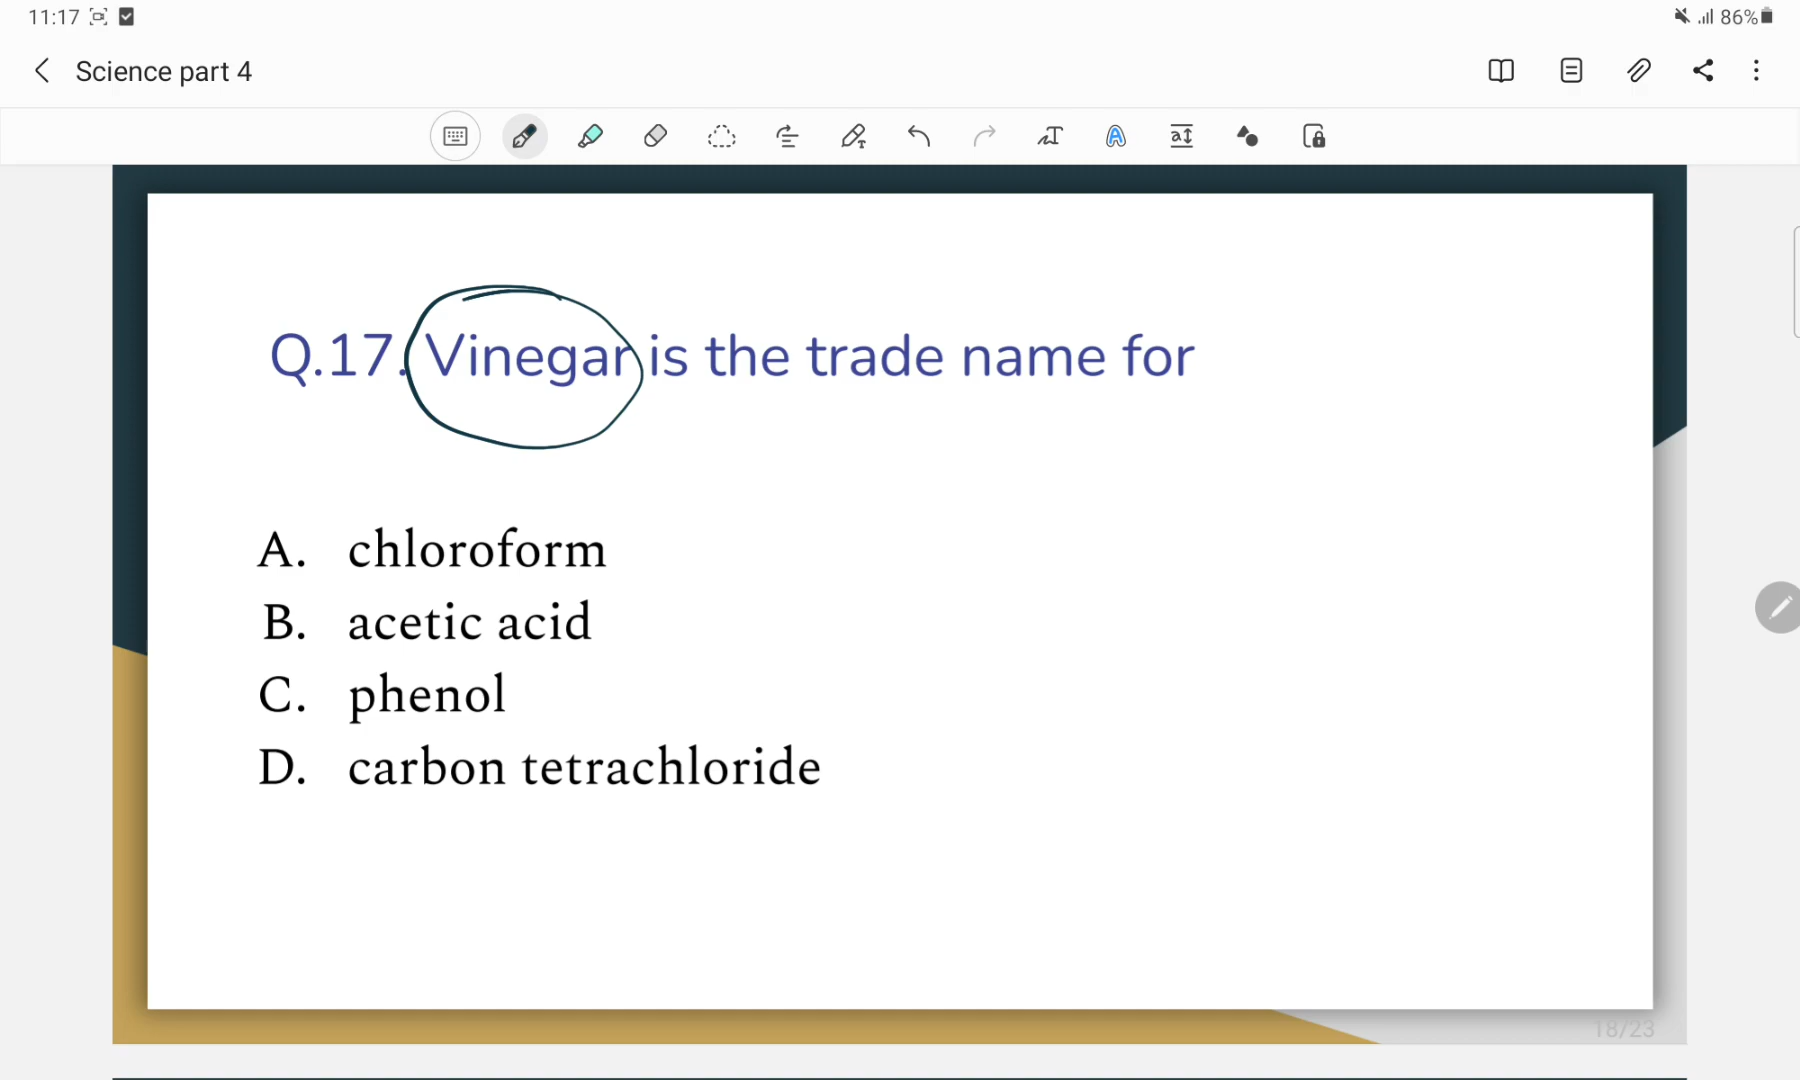 11:17
86%
Science part 4
Q.17. Vinegar is the trade name for
A. chloroform
B. acetic acid
C. phenol
D. carbon tetrachloride
18/23